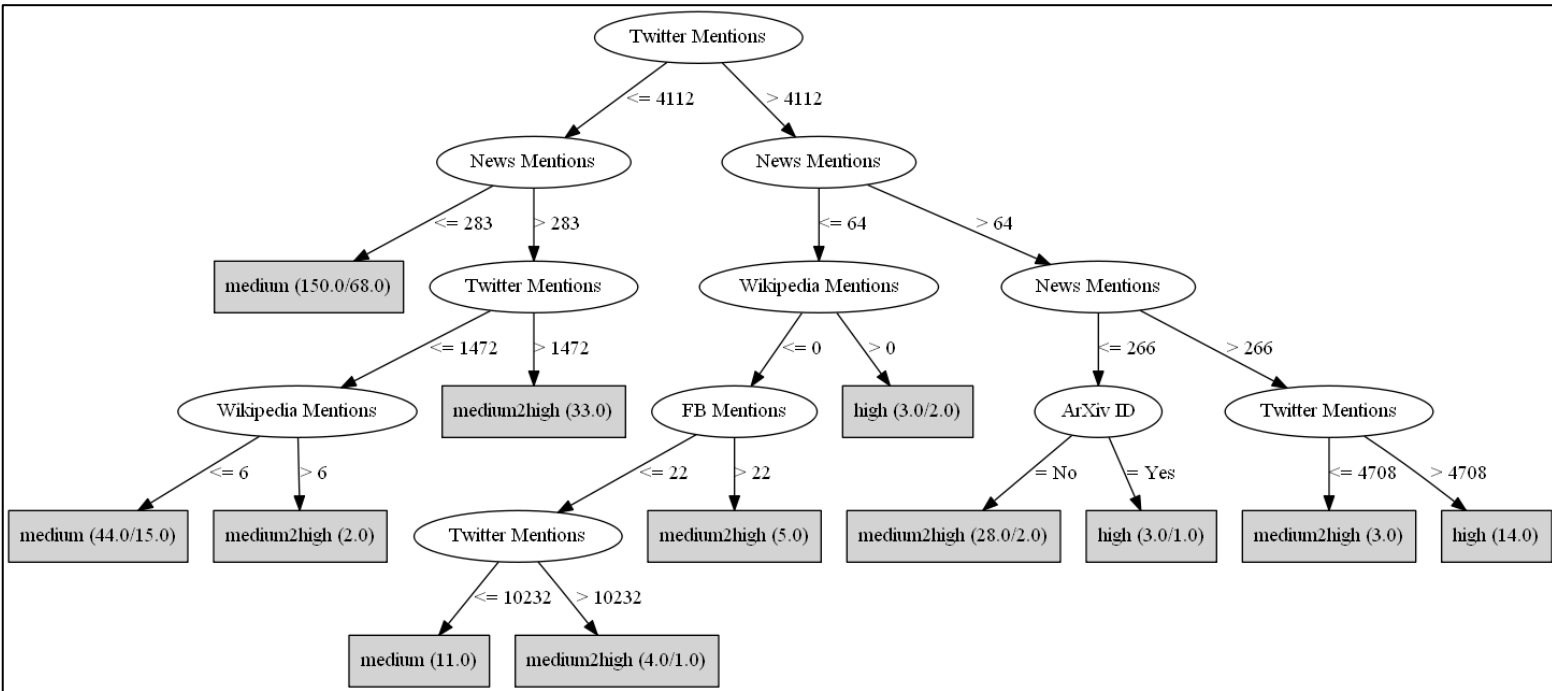 Twitter Mentions
<= 4112
> 4112
News Mentions
News Mentions
<= 283
> 283
<= 64
> 64
medium (150.0/68.0)
Twitter Mentions
Wikipedia Mentions
News Mentions
<= 1472
> 1472
<= 0
> 0
<= 266
> 266
Wikipedia Mentions
medium2high (33.0)
FB Mentions
high (3.0/2.0)
ArXiv ID
Twitter Mentions
<= 6
> 6
<= 22
> 22
= No
= Yes
<= 4708
> 4708
medium (44.0/15.0)
medium2high (2.0)
Twitter Mentions
medium2high (5.0)
medium2high (28.0/2.0)
high (3.0/1.0)
medium2high (3.0)
high (14.0)
<= 10232
> 10232
medium (11.0)
medium2high (4.0/1.0)